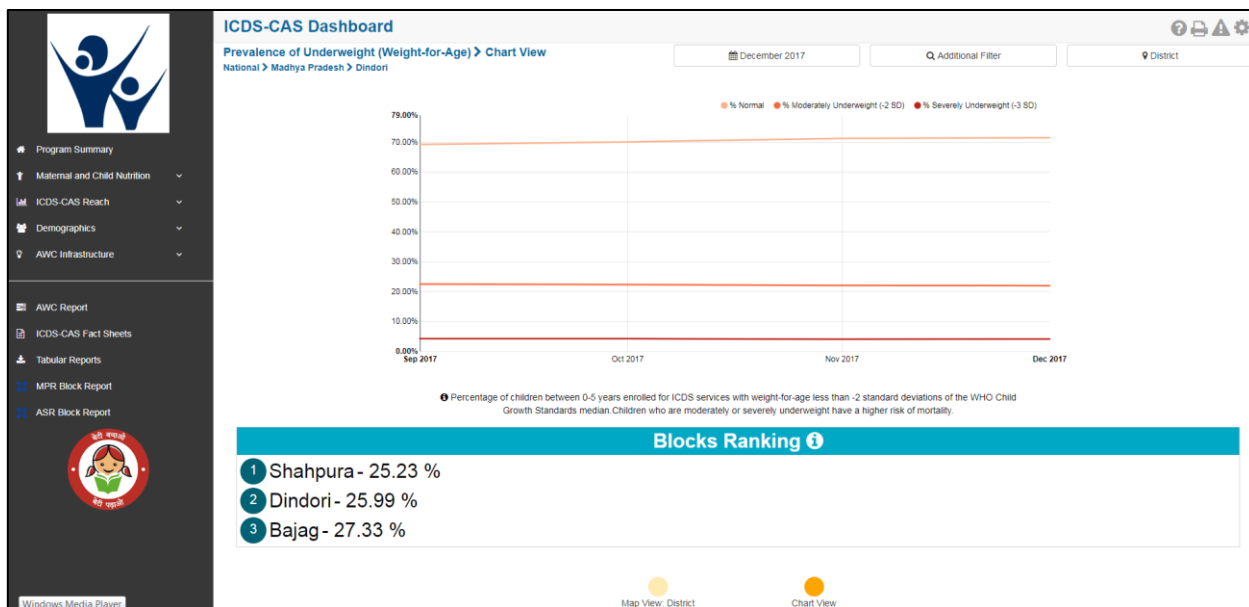 ICDS-CAS Dashboard
Prevalence of Underweight (Weight-for-Age) > Chart View
National > Madhya Pradesh > Dindori
December 2017
Additional Filter
District
Program Summary
Maternal and Child Nutrition
ICDS-CAS Reach
Demographics
AWC Infrastructure
AWC Report
ICDS-CAS Fact Sheets
Tabular Reports
MPR Block Report
ASR Block Report
बेटी बचाओ
बेटी पढ़ाओ
Windows Media Player
% Normal % Moderately Underweight (-2 SD) % Severely Underweight (-3 SD)
79.00%
70.00%
60.00%
50.00%
40.00%
30.00%
20.00%
10.00%
0.00%
Sep 2017 Oct 2017 Nov 2017 Dec 2017
Percentage of children between 0-5 years enrolled for ICDS services with weight-for-age less than -2 standard deviations of the WHO Child
Growth Standards median.Children who are moderately or severely underweight have a higher risk of mortality.
Blocks Ranking
1 Shahpura - 25.23 %
2 Dindori - 25.99 %
3 Bajag - 27.33 %
Map View: District
Chart View